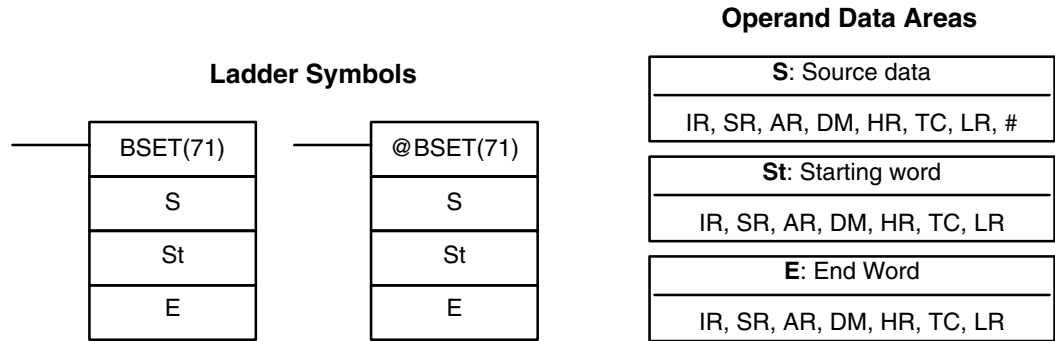 Ladder Symbols
BSET(71)
S
St
E
@BSET(71)
S
St
E
Operand Data Areas
S: Source data
IR, SR, AR, DM, HR, TC, LR, #
St: Starting word
IR, SR, AR, DM, HR, TC, LR
E: End Word
IR, SR, AR, DM, HR, TC, LR